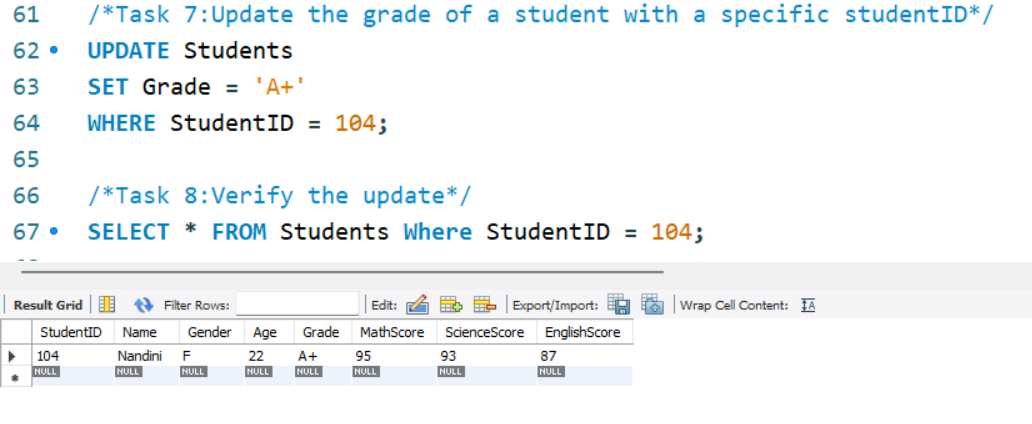 61 /*Task 7:Update the grade of a student with a specific studentID*/
62 UPDATE Students
63 SET Grade = 'A+'
64 WHERE StudentID = 104;
65
66 /*Task 8:Verify the update*/
67 SELECT * FROM Students Where StudentID = 104;
Result Grid Filter Rows: Edit: Export/Import: Wrap Cell Content: IA
StudentID Name Gender Age Grade MathScore ScienceScore EnglishScore
104 Nandini F 22 A+ 95 93 87
NULL NULL NULL NULL NULL NULL NULL NULL